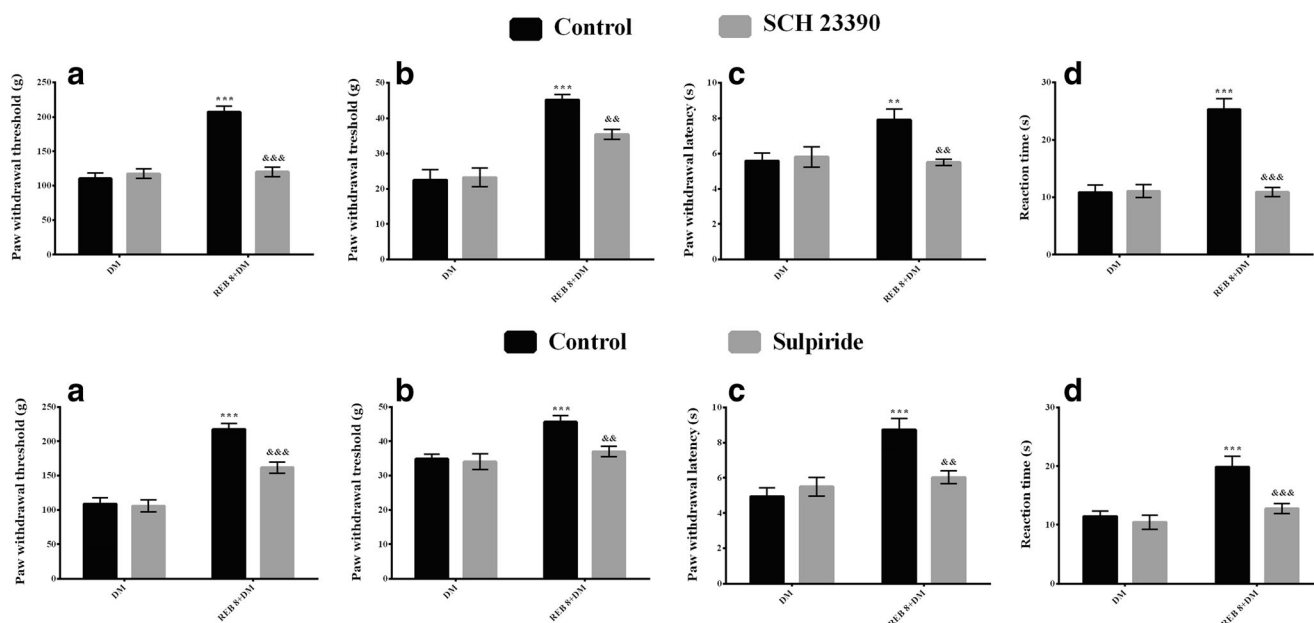 Control SCH 23390
a
Paw withdrawal threshold (g)
250
200
150
100
50
0
***
&&&
DM
REB 8+DM
b
Paw withdrawal treshold (g)
50
40
30
20
10
0
***
&&
DM
REB 8+DM
c
Paw withdrawal latency (s)
8
6
4
2
0
**
&&
DM
REB 8+DM
d
Reaction time (s)
30
20
10
0
***
&&&
DM
REB 8+DM
Control Sulpiride
a
Paw withdrawal threshold (g)
250
200
150
100
50
0
***
&&&
DM
REB 8+DM
b
Paw withdrawal treshold (g)
50
40
30
20
10
0
***
&&
DM
REB 8+DM
c
Paw withdrawal latency (s)
10
8
6
4
2
0
***
&&
DM
REB 8+DM
d
Reaction time (s)
30
20
10
0
***
&&&
DM
REB 8+DM